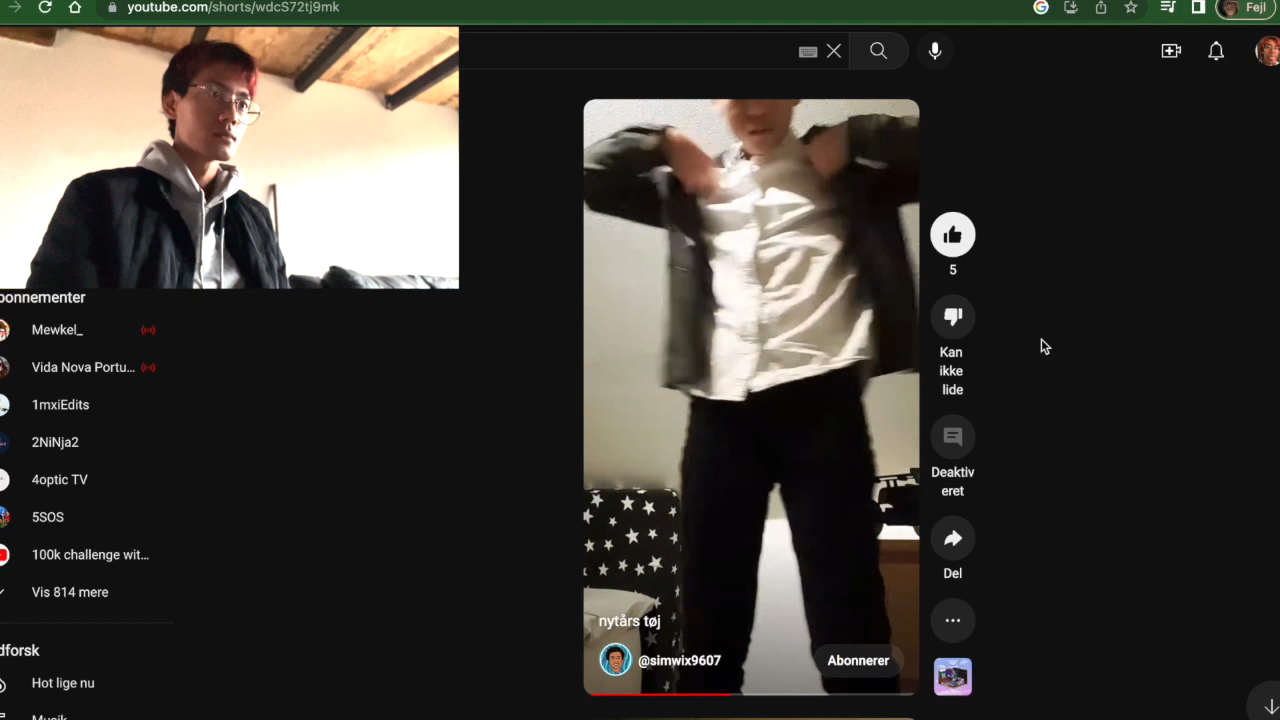 youtube.com/shorts/wdcS72tj9mk
Fejl
onnementer
Mewkel_
Vida Nova Portu...
1mxiEdits
2NiNja2
4optic TV
5SOS
100k challenge wit...
Vis 814 mere
dforsk
Hot lige nu
5
Kan
ikke
lide
Deaktiv
eret
Del
nytårs tøj
@simwix9607
Abonnerer